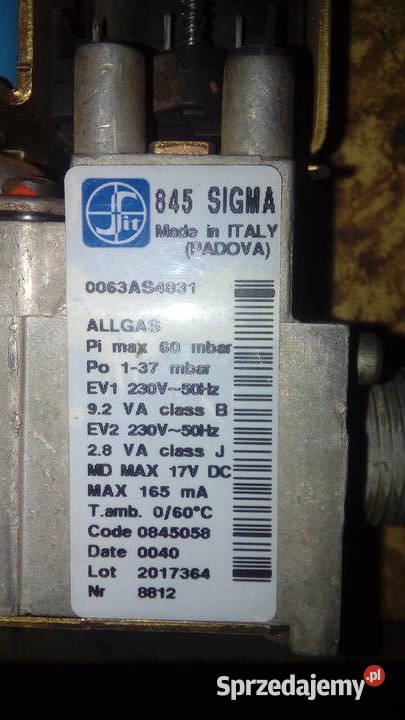 sit
845 SIGMA
Made in ITALY
(PADOVA)
0063AS4831
ALLGAS
Pi max 60 mbar
Po 1-37 mbar
EV1 230V~50Hz
9.2 VA class B
EV2 230V~50Hz
2.8 VA class J
MD MAX 17V DC
MAX 165 mA
T.amb. 0/60°C
Code 0845058
Date 0040
Lot 2017364
Nr 8812
Sprzedajemy.pl